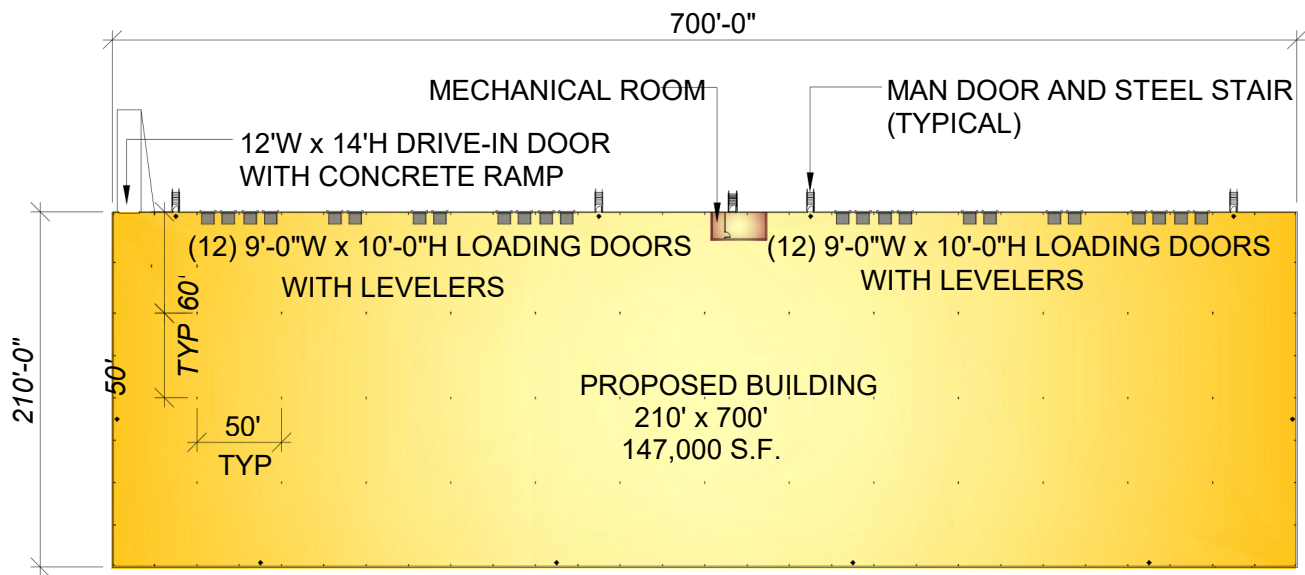 700'-0"
MECHANICAL ROOM
MAN DOOR AND STEEL STAIR
(TYPICAL)
12'W x 14'H DRIVE-IN DOOR
WITH CONCRETE RAMP
(12) 9'-0"W x 10'-0"H LOADING DOORS
WITH LEVELERS
(12) 9'-0"W x 10'-0"H LOADING DOORS
WITH LEVELERS
60'
TYP
50'
210'-0"
50'
TYP
PROPOSED BUILDING
210' x 700'
147,000 S.F.